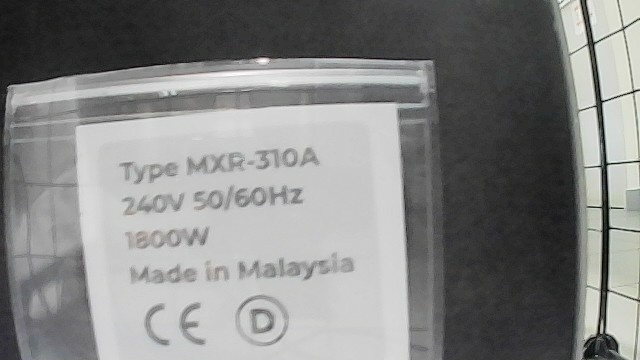 Type MXR-310A
240V 50/60Hz
1800W
Made in Malaysia
CE D